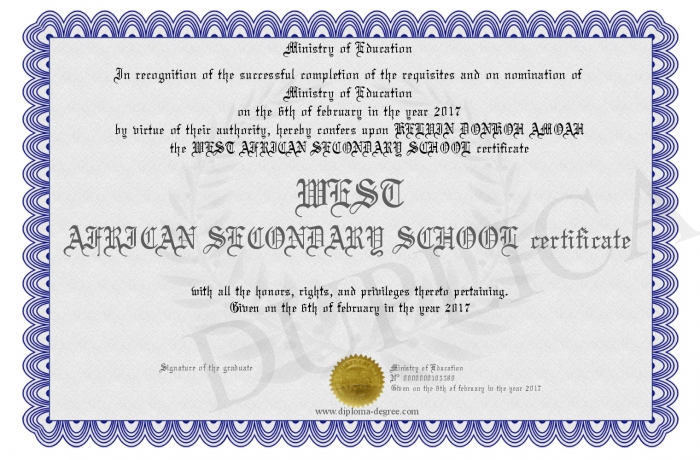 Ministry of Education
In recognition of the successful completion of the requisites and on nomination of
Ministry of Education
on the 6th of february in the year 2017
by virtue of their authority, hereby confers upon KELVIN DONKOH AMOAH
the WEST AFRICAN SECONDARY SCHOOL certificate
WEST
AFRICAN SECONDARY SCHOOL certificate
with all the honors, rights, and privileges thereto pertaining.
Given on the 6th of february in the year 2017
Signature of the graduate
Ministry of Education
Given on the 6th of february in the year 2017
www.diploma-degree.com
DUPLICA